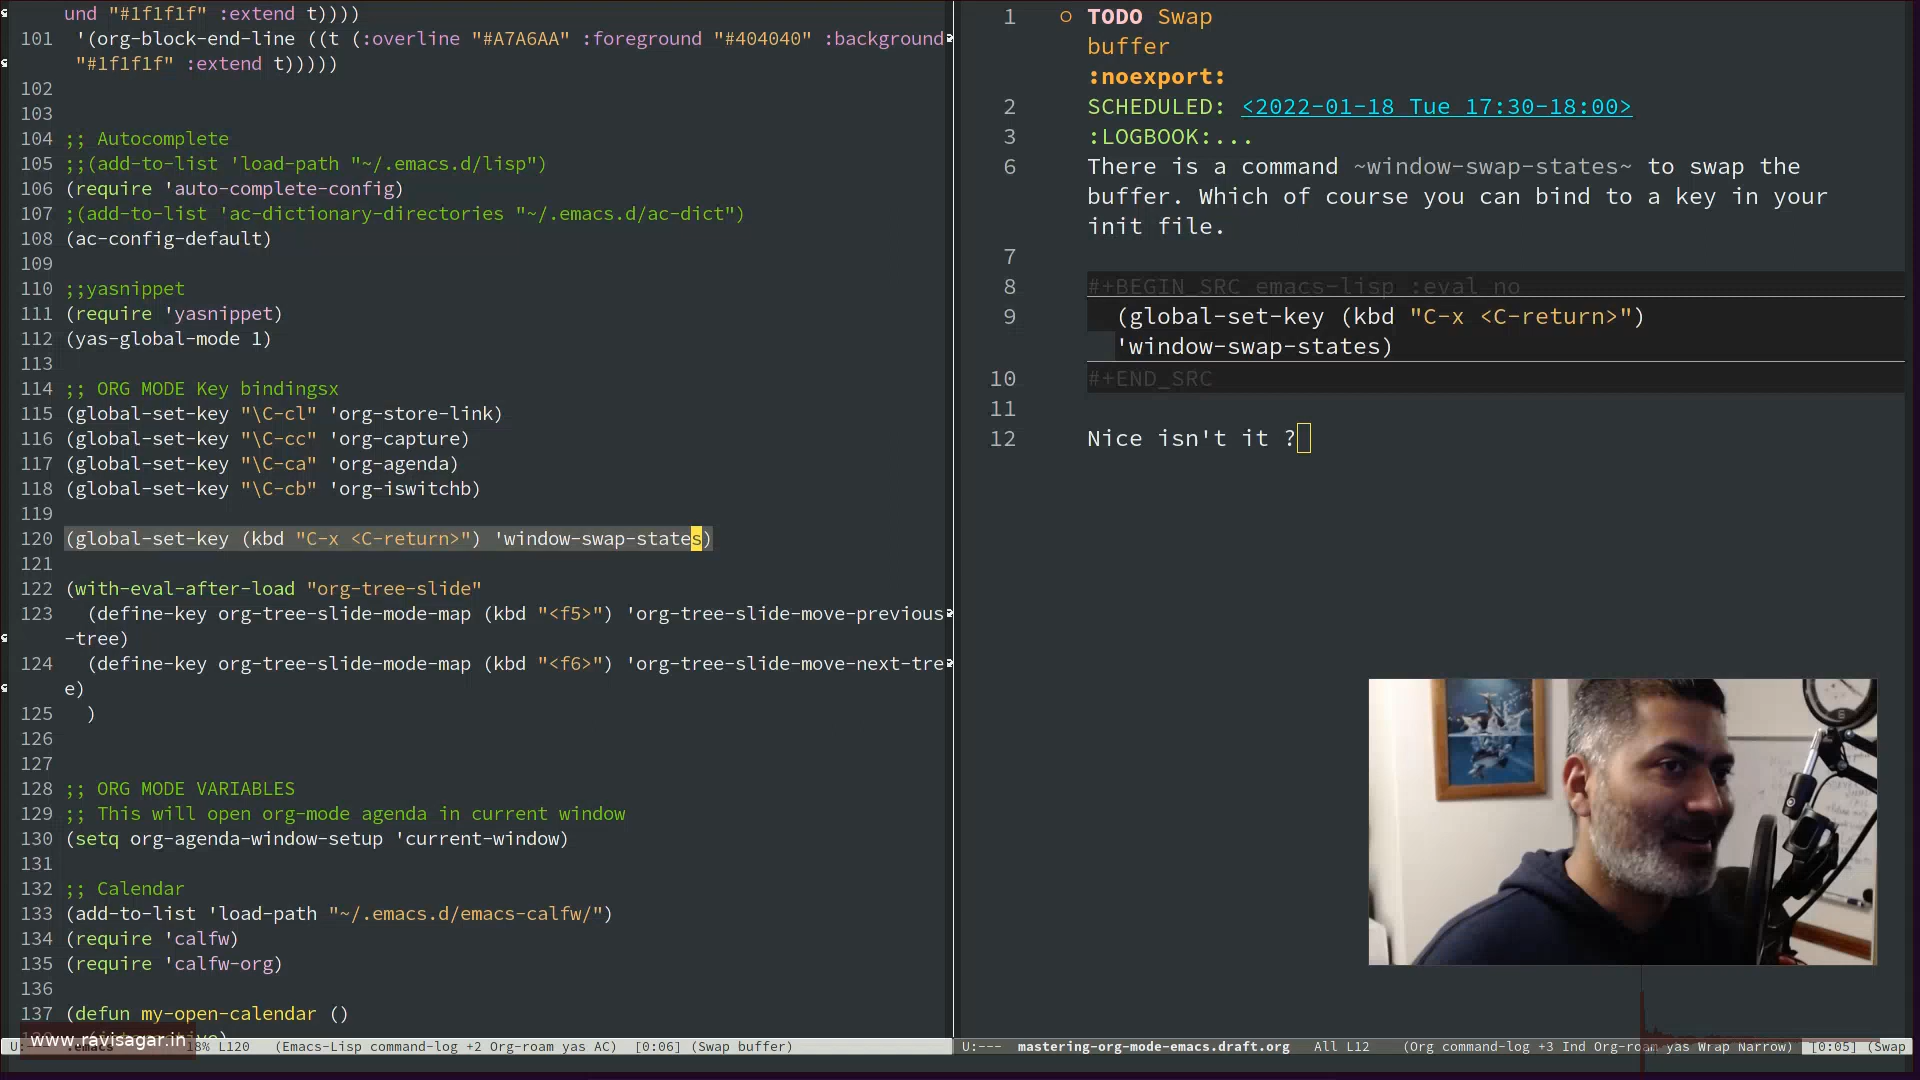 und "#1f1f1f" :extend t))))
101 '(org-block-end-line ((t (:overline "#A7A6AA" :foreground "#404040" :background
"#1f1f1f" :extend t)))))
102
103
104 ;; Autocomplete
105 ;;(add-to-list 'load-path "~/.emacs.d/lisp")
106 (require 'auto-complete-config)
107 ;(add-to-list 'ac-dictionary-directories "~/.emacs.d/ac-dict")
108 (ac-config-default)
109
110 ;;yasnippet
111 (require 'yasnippet)
112 (yas-global-mode 1)
113
114 ;; ORG MODE Key bindingsx
115 (global-set-key "\C-cl" 'org-store-link)
116 (global-set-key "\C-cc" 'org-capture)
117 (global-set-key "\C-ca" 'org-agenda)
118 (global-set-key "\C-cb" 'org-iswitchb)
119
120 (global-set-key (kbd "C-x <C-return>") 'window-swap-states)
121
122 (with-eval-after-load "org-tree-slide"
123 (define-key org-tree-slide-mode-map (kbd "<f5>") 'org-tree-slide-move-previous
-tree)
124 (define-key org-tree-slide-mode-map (kbd "<f6>") 'org-tree-slide-move-next-tre
e)
125 )
126
127
128 ;; ORG MODE VARIABLES
129 ;; This will open org-mode agenda in current window
130 (setq org-agenda-window-setup 'current-window)
131
132 ;; Calendar
133 (add-to-list 'load-path "~/.emacs.d/emacs-calfw/")
134 (require 'calfw)
135 (require 'calfw-org)
136
137 (defun my-open-calendar ()
www.ravisagar.in
U: .emacs 18% L120 (Emacs-Lisp command-log +2 Org-roam yas AC) [0:06] (Swap buffer)
1 TODO Swap
buffer
:noexport:
2 SCHEDULED: <2022-01-18 Tue 17:30-18:00>
3 :LOGBOOK:...
6 There is a command ~window-swap-states~ to swap the
buffer. Which of course you can bind to a key in your
init file.
7
8 #+BEGIN_SRC emacs-lisp :eval no
9 (global-set-key (kbd "C-x <C-return>")
'window-swap-states)
10 #+END_SRC
11
12 Nice isn't it ?
U:--- mastering-org-mode-emacs.draft.org All L12 (Org command-log +3 Ind Org-roam yas Wrap Narrow) [0:05] (Swap